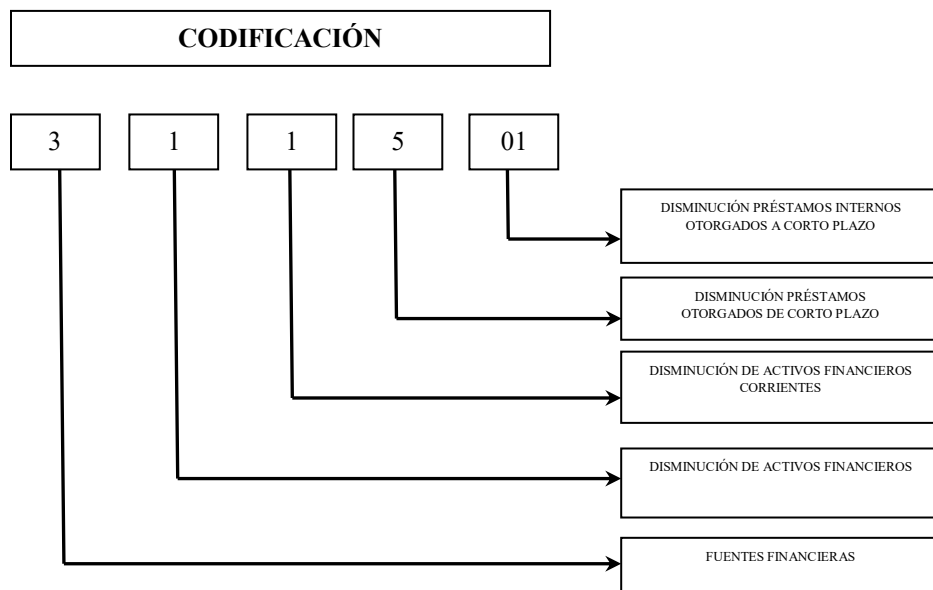 CODIFICACIÓN
3 1 1 5 01
DISMINUCIÓN PRÉSTAMOS INTERNOS
OTORGADOS A CORTO PLAZO
DISMINUCIÓN PRÉSTAMOS
OTORGADOS DE CORTO PLAZO
DISMINUCIÓN DE ACTIVOS FINANCIEROS
CORRIENTES
DISMINUCIÓN DE ACTIVOS FINANCIEROS
FUENTES FINANCIERAS